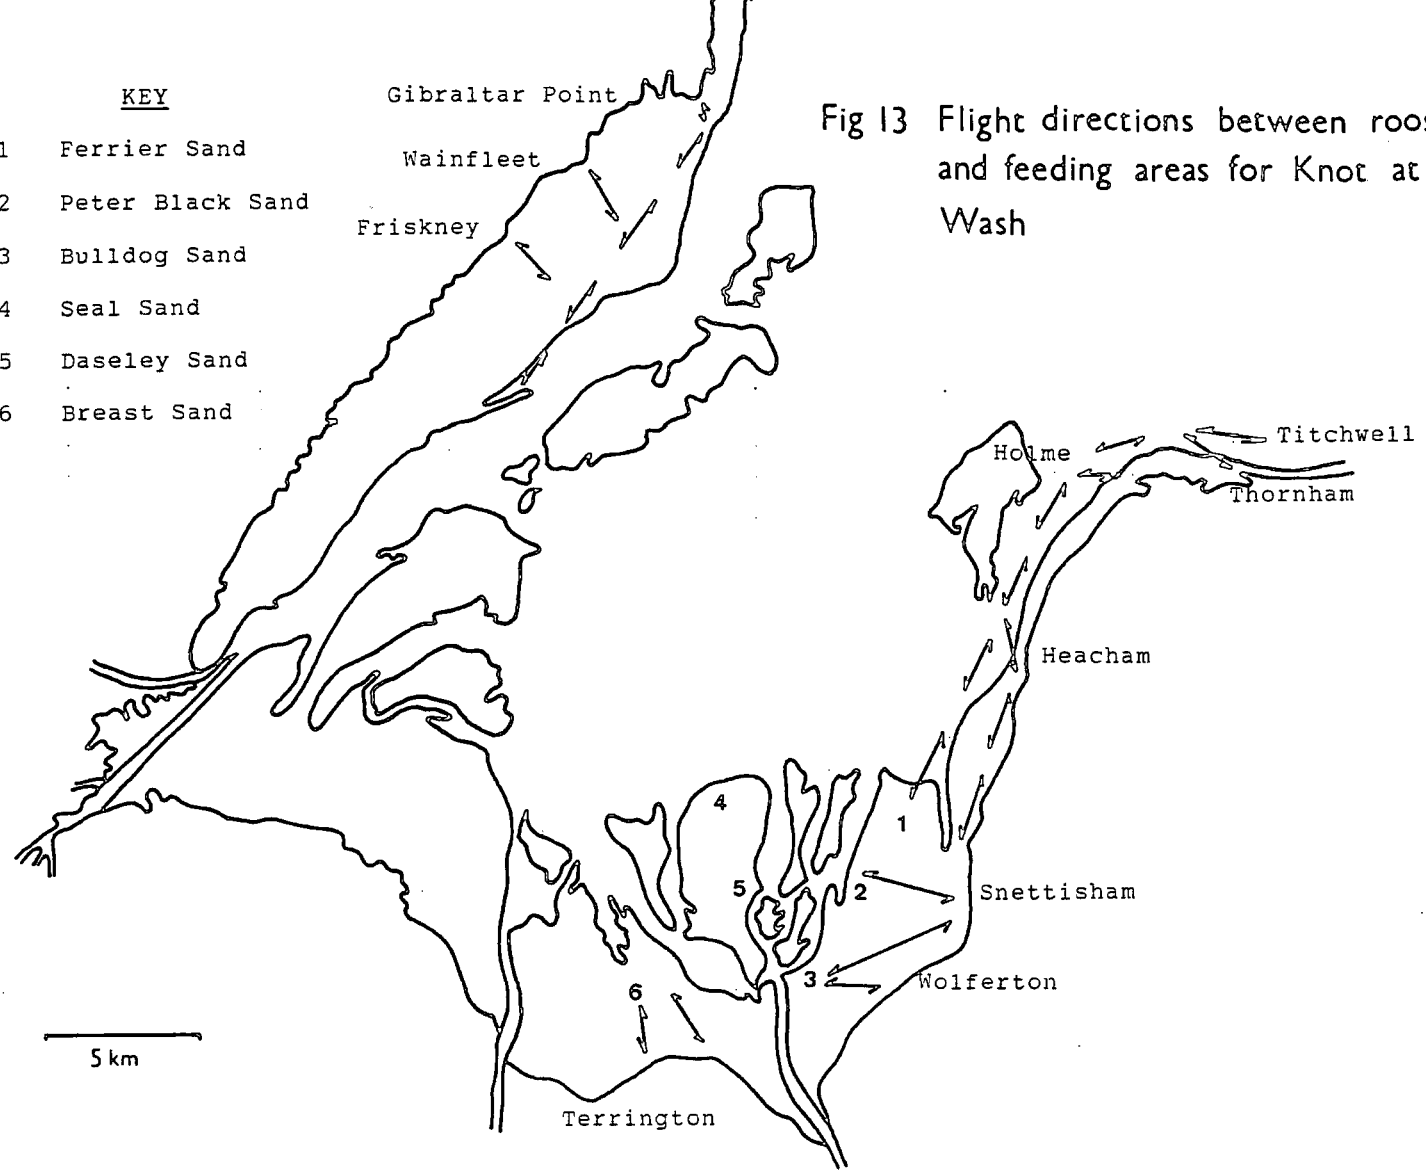 Fig 13 Flight directions between
and feeding areas for Knot at
Wash
KEY
1 Ferrier Sand
2 Peter Black Sand
3 Bulldog Sand
4 Seal Sand
5 Daseley Sand
6 Breast Sand
Gibraltar Point
Wainfleet
Friskney
Holme
Titchwell
Thornham
Heacham
4
1
5
2
Snettisham
3
Wolferton
6
5 km
Terrington